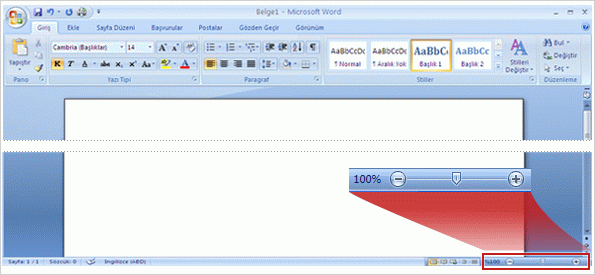 Belge1 - Microsoft Word
Giriş Ekle Sayfa Düzeni Başvurular Postalar Gözden Geçir Görünüm
Cambria (Başlıklar) 14
AaBbCcDc AaBbCcDc AaBbCc AaBbCc
Yapıştır
¶ Normal ¶ Aralık Yok Başlık 1 Başlık 2
Stilleri Değiştir
Bul
Değiştir
Seç
Pano Yazı Tipi Paragraf Stiller Düzenleme
100%
Sayfa: 1 / 1 Sözcük: 0 İngilizce (ABD) %100